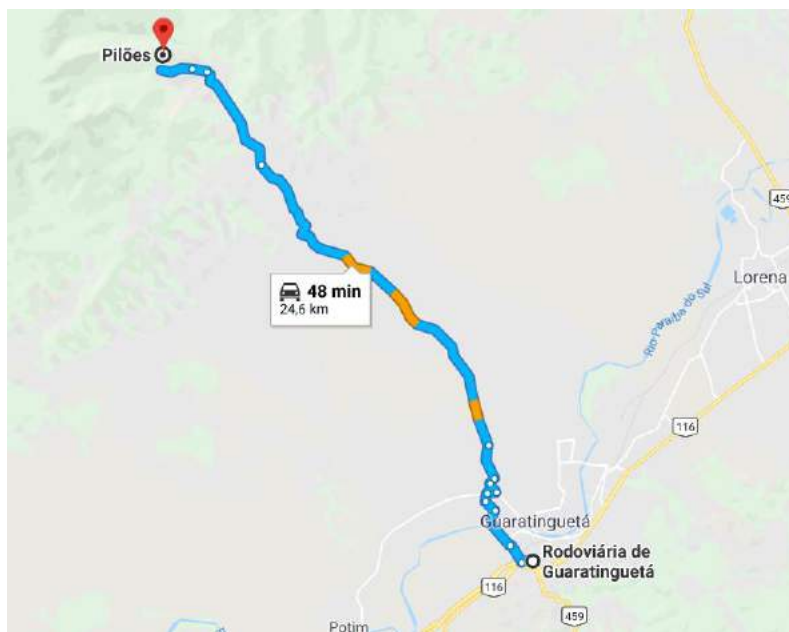 Pilões
459
Lorena
Rio Paraíba do Sul
48 min
24,6 km
116
Guaratinguetá
Rodoviária de
Guaratinguetá
116
459
Potim